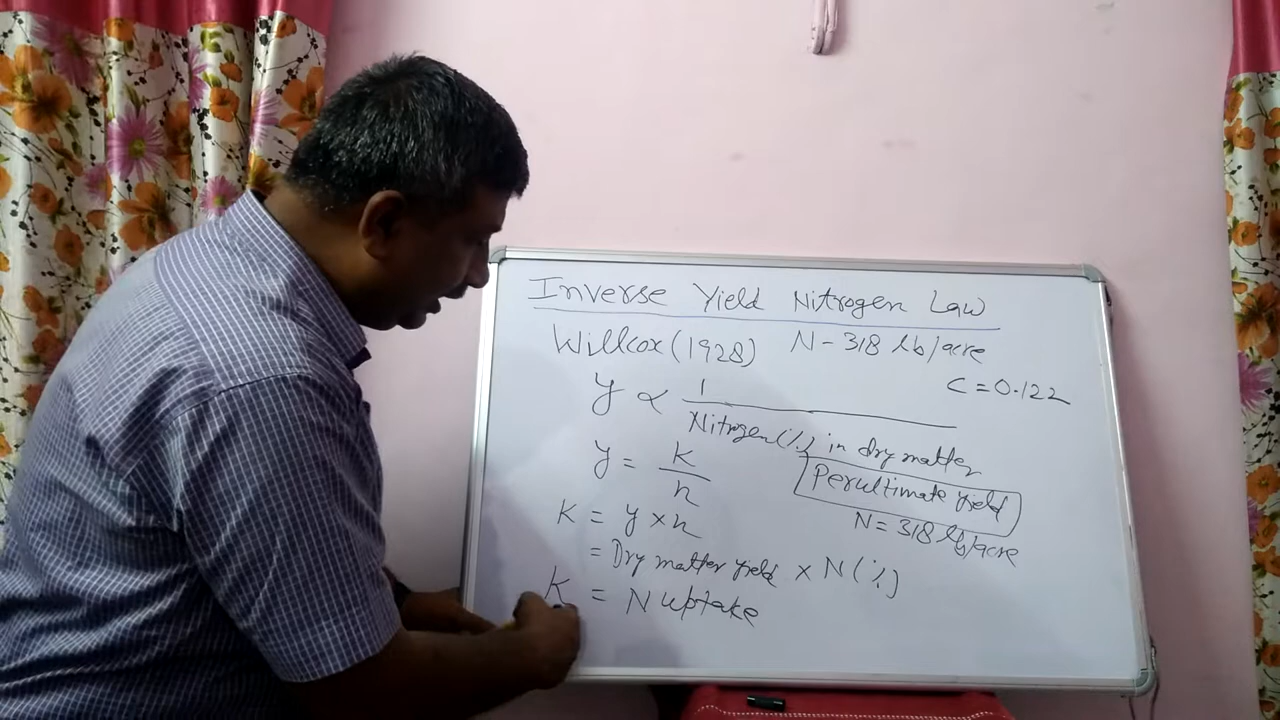 Inverse Yield Nitrogen Law
Willcox (1928) N - 318 lb/acre
C = 0.122
Y ∝ 1 / Nitrogen (%) in dry matter
y = K / n
Perultimate yield
K = y × n
N = 318 lb/acre
= Dry matter yield × N (%)
K = N uptake